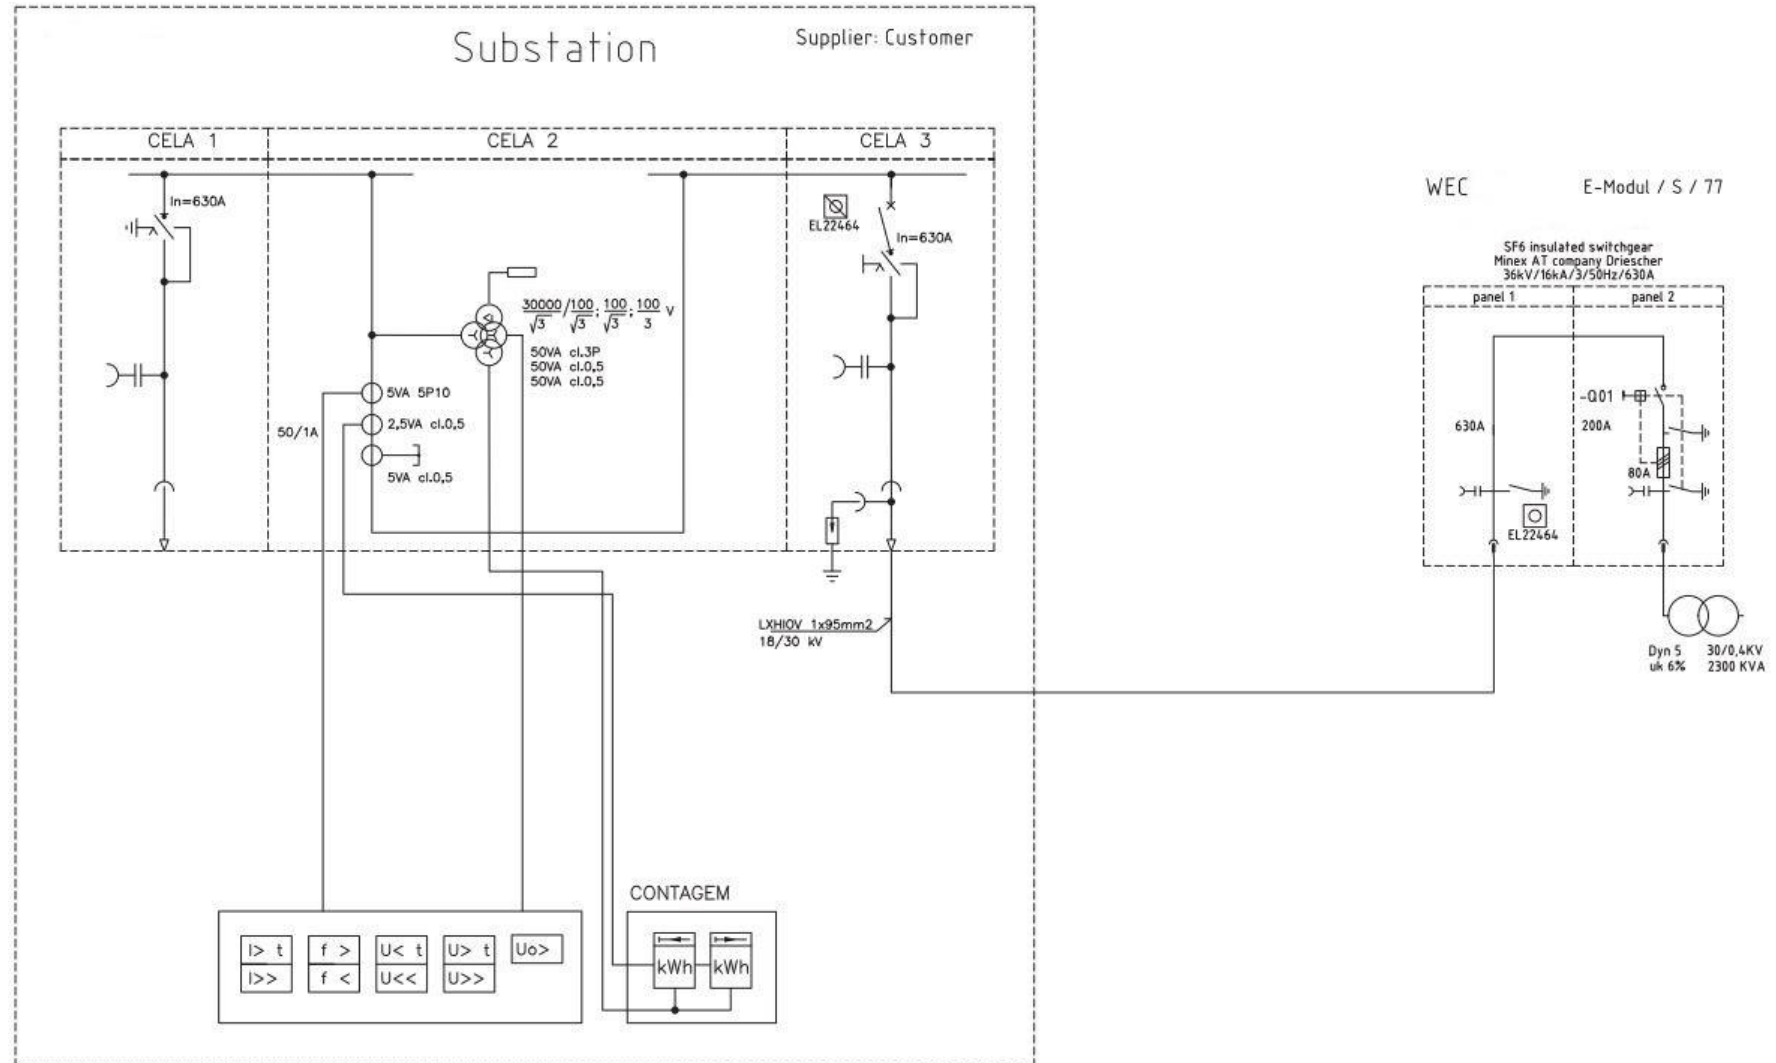 Substation
Supplier: Customer
CELA 1
CELA 2
CELA 3
In=630A
EL22464
In=630A
30000/100; 100; 100 V
√3 √3 √3 3
50VA cl.3P
50VA cl.0,5
50VA cl.0,5
5VA 5P10
50/1A
2,5VA cl.0,5
5VA cl.0,5
LXHIOV 1x95mm2
18/30 kV
CONTAGEM
I> t
I>>
f >
f <
U< t
U<<
U> t
U>>
Uo>
kWh
kWh
WEC
E-Modul / S / 77
SF6 insulated switchgear
Minex AT company Driescher
36kV/16kA/3/50Hz/630A
panel 1
panel 2
-Q01
630A
200A
80A
EL22464
Dyn 5 30/0,4KV
uk 6% 2300 KVA